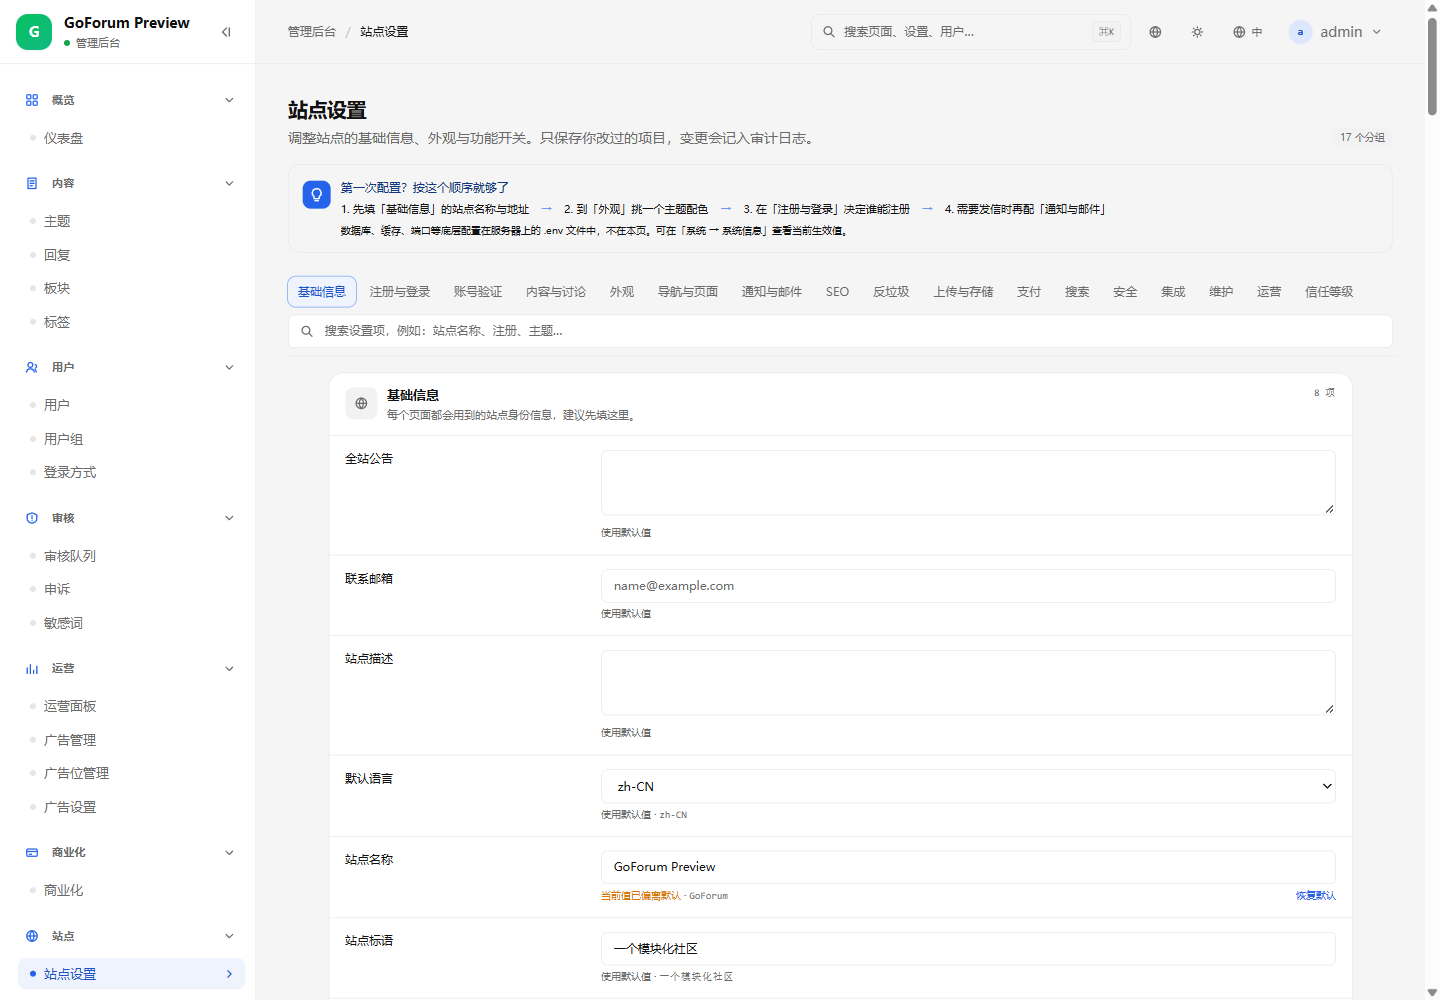 G
GoForum Preview
管理后台
概览
仪表盘
内容
主题
回复
板块
标签
用户
用户
用户组
登录方式
审核
审核队列
申诉
敏感词
运营
运营面板
广告管理
广告位管理
广告设置
商业化
商业化
站点
站点设置
管理后台 / 站点设置
搜索页面、设置、用户... ⌘K
中
a admin
站点设置
调整站点的基础信息、外观与功能开关。只保存你改过的项目，变更会记入审计日志。
17 个分组
第一次配置？按这个顺序就够了
1. 先填「基础信息」的站点名称与地址 → 2. 到「外观」挑一个主题配色 → 3. 在「注册与登录」决定谁能注册 → 4. 需要发信时再配「通知与邮件」
数据库、缓存、端口等底层配置在服务器上的 .env 文件中，不在本页。可在「系统 → 系统信息」查看当前生效值。
基础信息 注册与登录 账号验证 内容与讨论 外观 导航与页面 通知与邮件 SEO 反垃圾 上传与存储 支付 搜索 安全 集成 维护 运营 信任等级
搜索设置项，例如：站点名称、注册、主题...
基础信息
8 项
每个页面都会用到的站点身份信息，建议先填这里。
全站公告
使用默认值
联系邮箱
name@example.com
使用默认值
站点描述
使用默认值
默认语言
zh-CN
使用默认值 · zh-CN
站点名称
GoForum Preview
当前值已偏离默认 · GoForum
恢复默认
站点标语
一个模块化社区
使用默认值 · 一个模块化社区